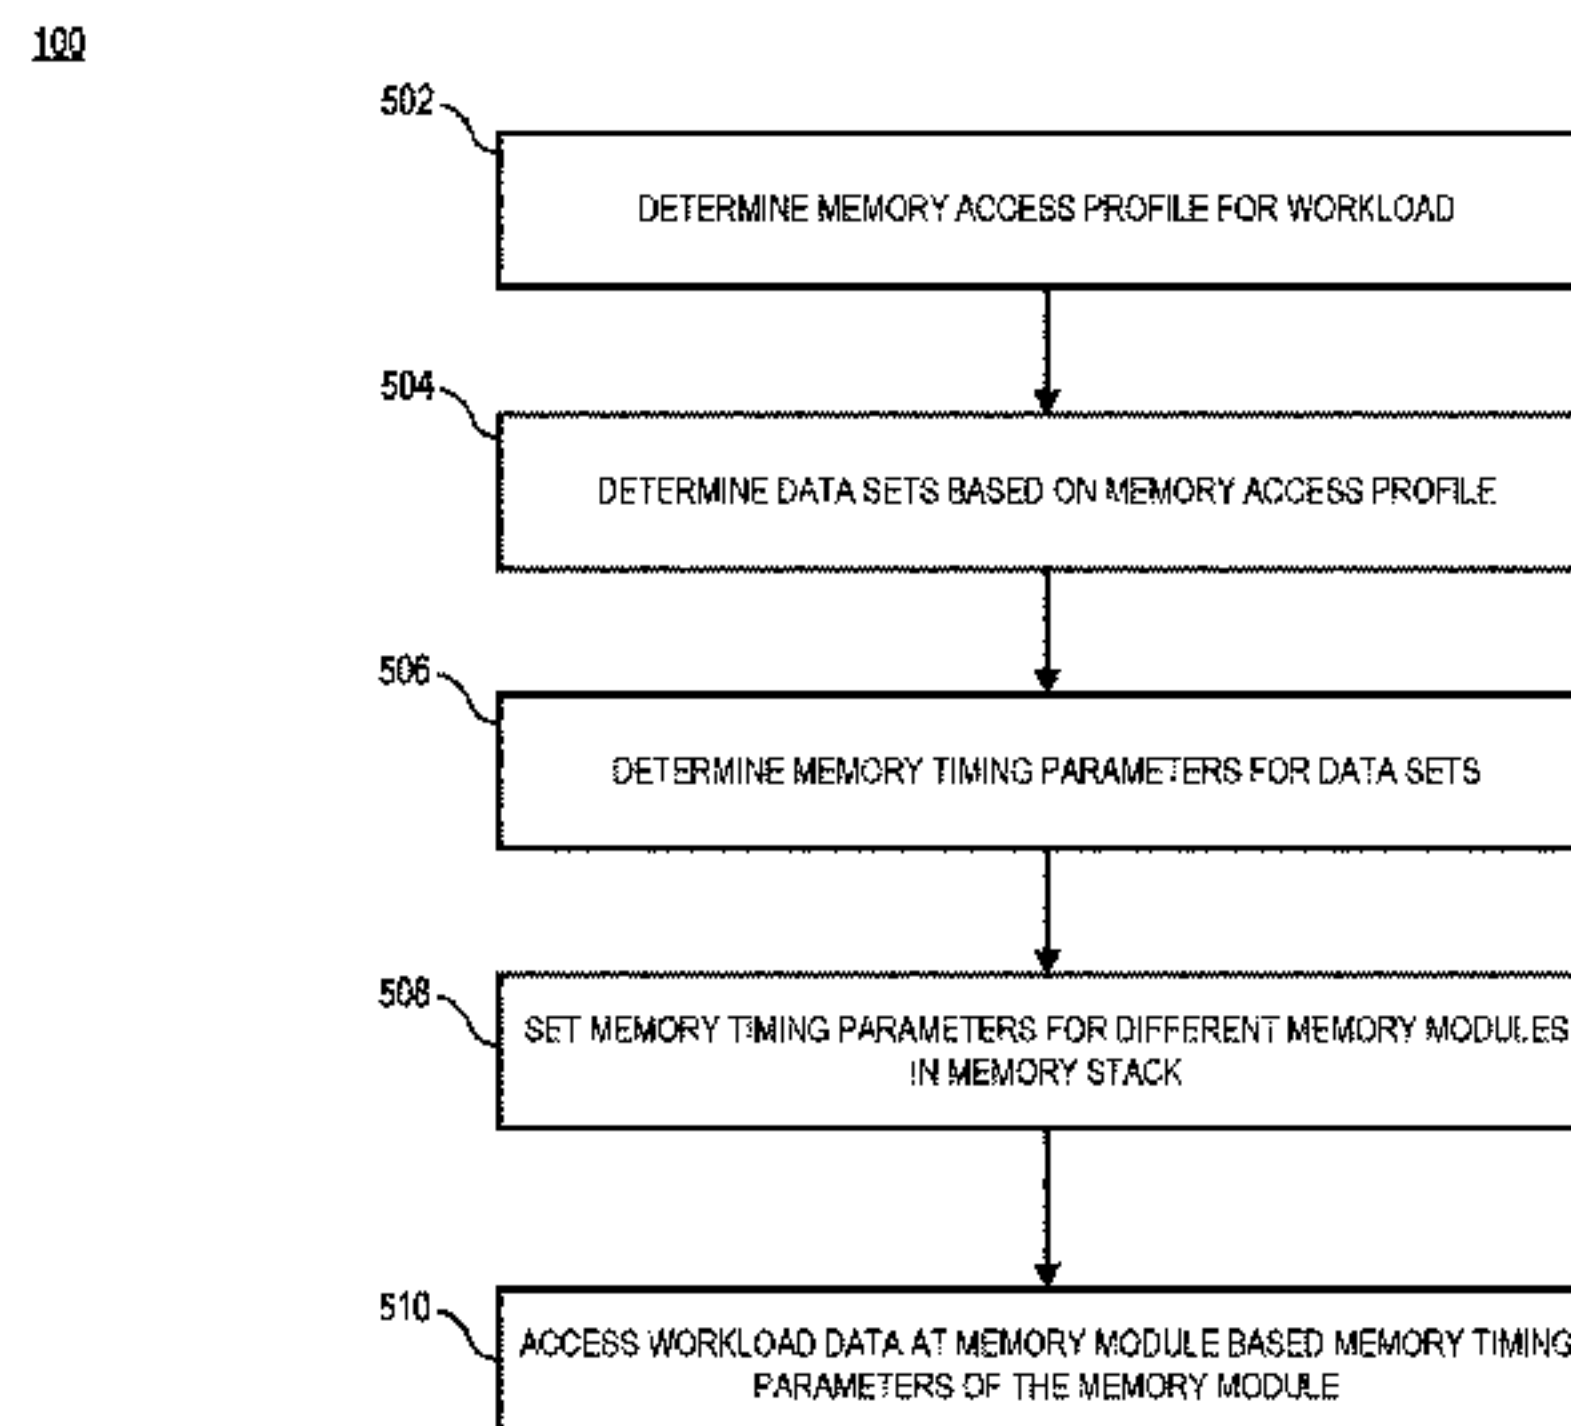 100
502
DETERMINE MEMORY ACCESS PROFILE FOR WORKLOAD
504
DETERMINE DATA SETS BASED ON MEMORY ACCESS PROFILE
506
DETERMINE MEMORY TIMING PARAMETERS FOR DATA SETS
508
SET MEMORY TIMING PARAMETERS FOR DIFFERENT MEMORY MODULES
IN MEMORY STACK
510
ACCESS WORKLOAD DATA AT MEMORY MODULE BASED MEMORY TIMING
PARAMETERS OF THE MEMORY MODULE